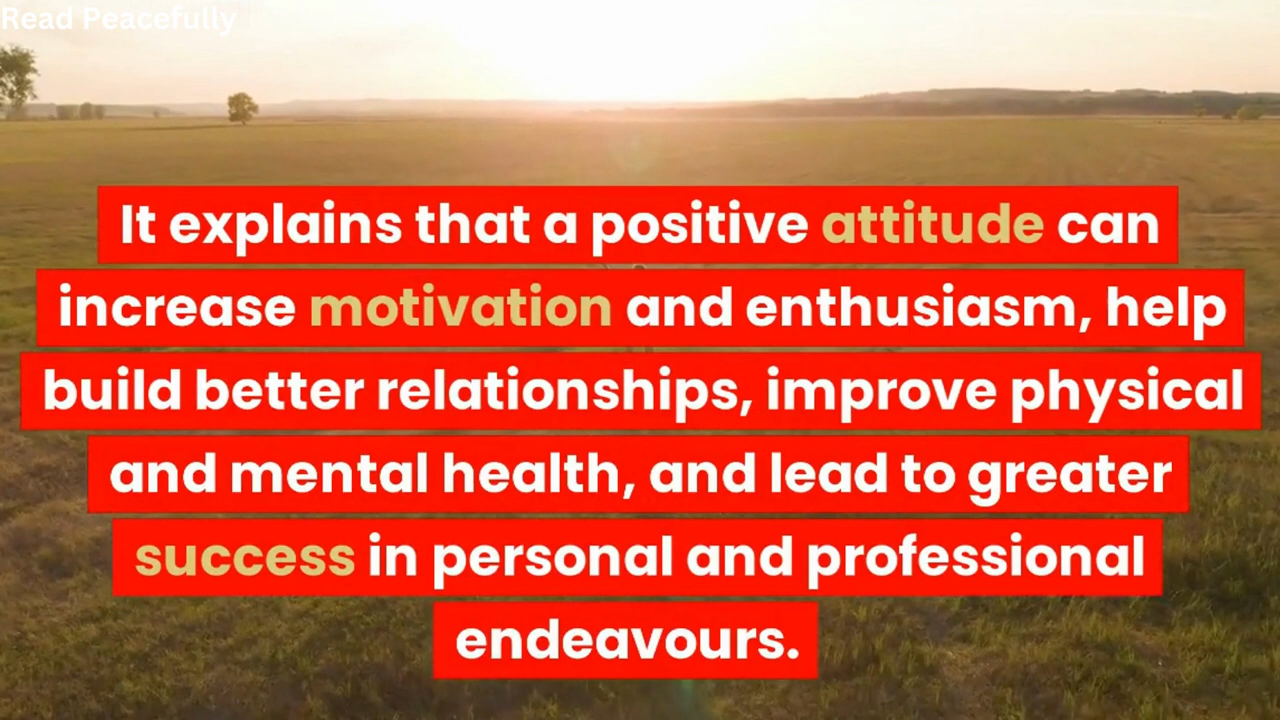 Read Peacefully
It explains that a positive attitude can
increase motivation and enthusiasm, help
build better relationships, improve physical
and mental health, and lead to greater
success in personal and professional
endeavours.